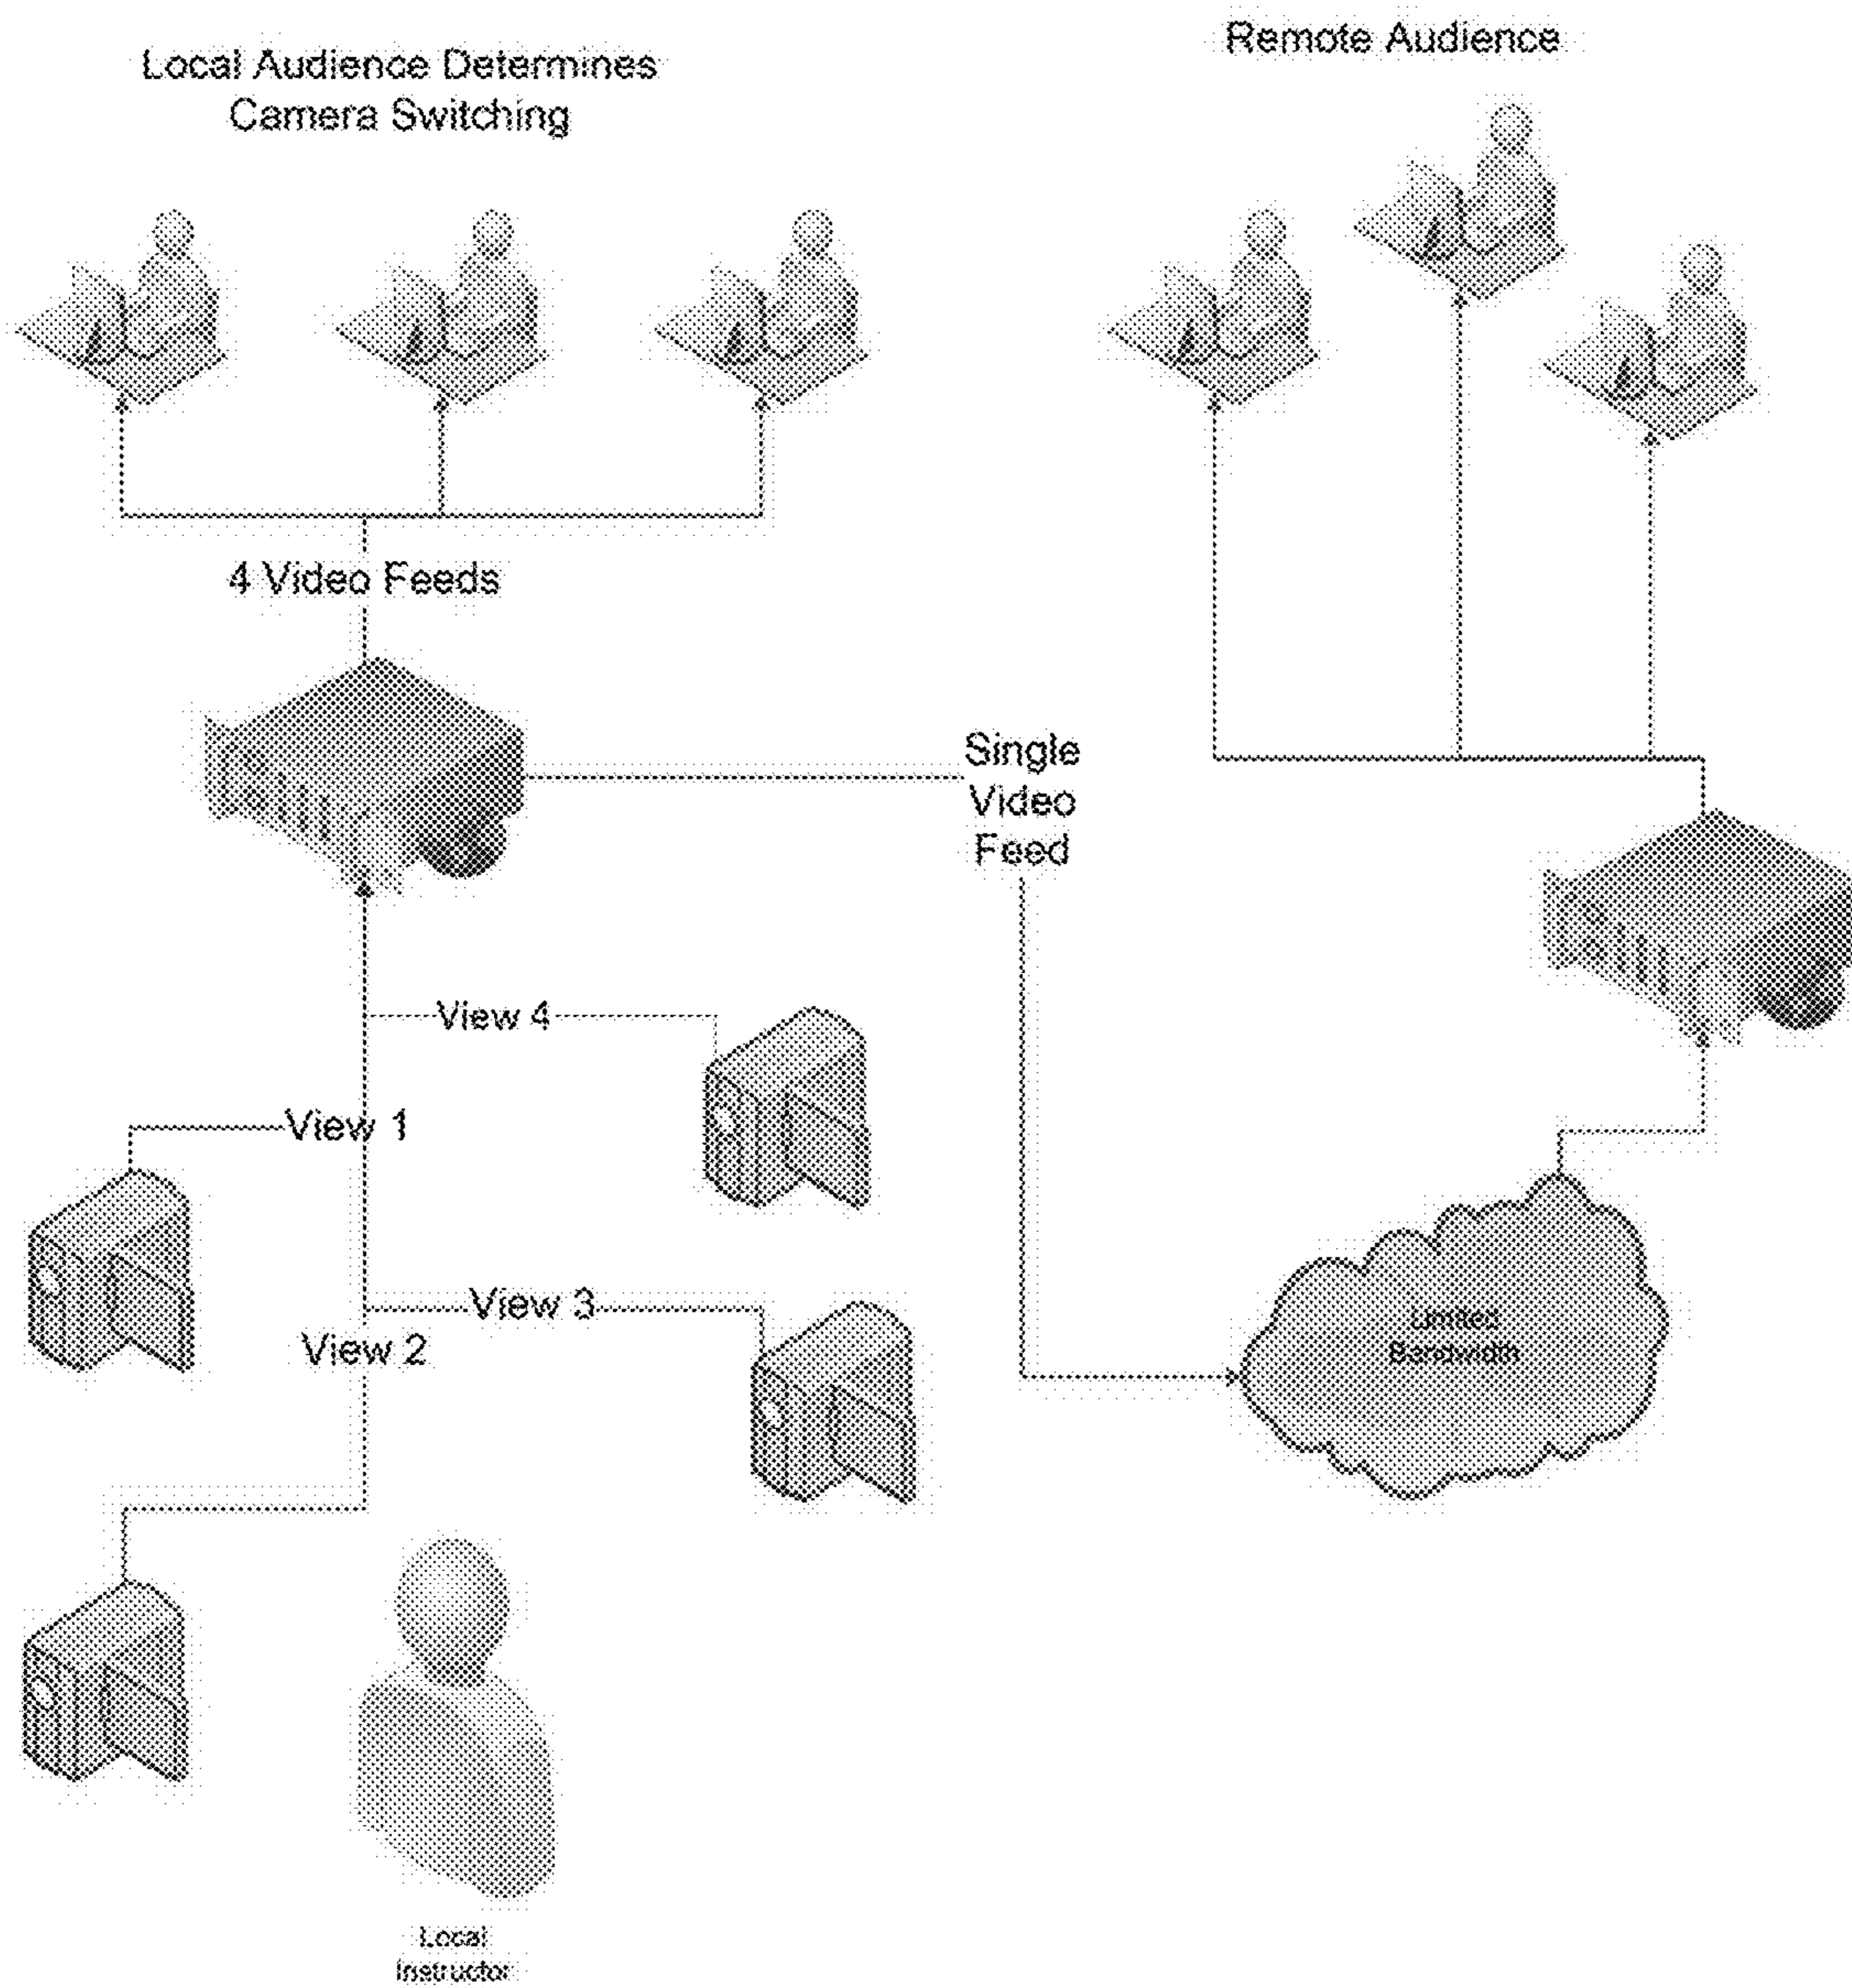 Local Audience Determines
Camera Switching
Remote Audience
4 Video Feeds
Single
Video
Feed
View 4
View 1
View 3
View 2
Limited
Bandwidth
Local
Instructor